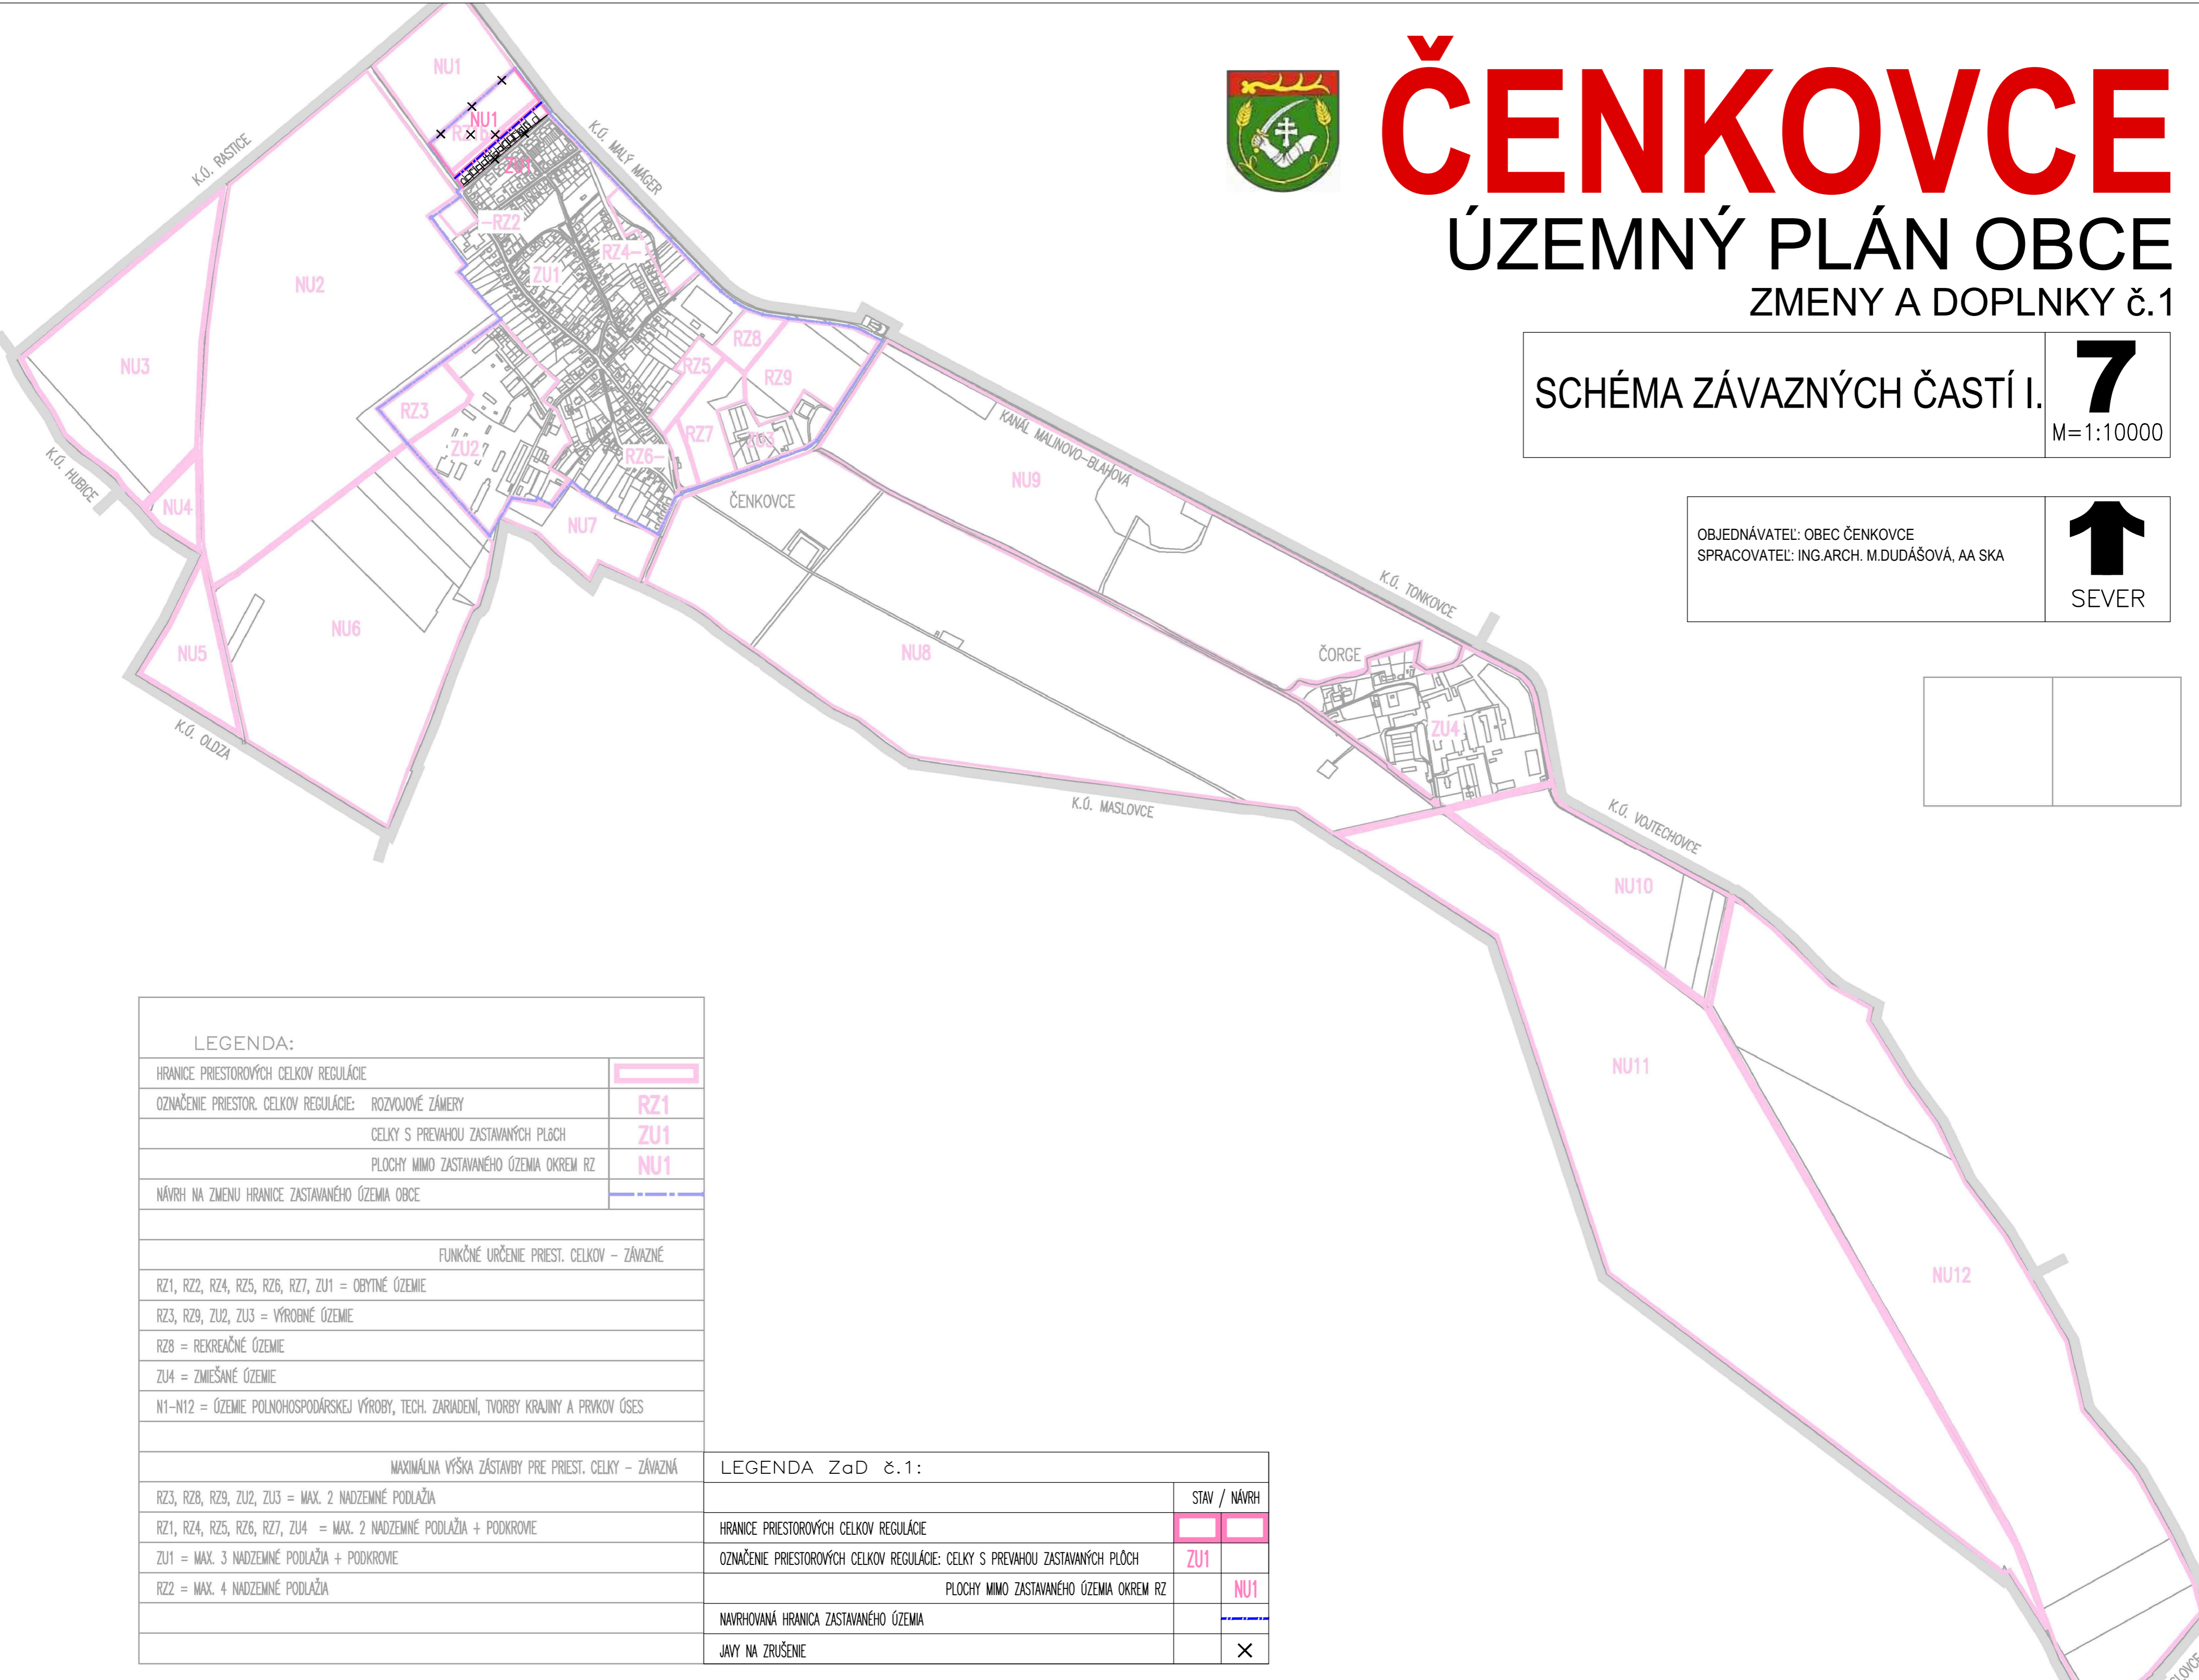 ČENKOVCE
ÚZEMNÝ PLÁN OBCE
ZMENY A DOPLNKY č.1
SCHÉMA ZÁVAZNÝCH ČASTÍ I.
7
M=1:10000
OBJEDNÁVATEĽ: OBEC ČENKOVCE
SPRACOVATEĽ: ING.ARCH. M.DUDÁŠOVÁ, AA SKA
SEVER
NU1
NU1
ZU1
K.Ú. RASTICE
K.Ú. MALÝ MÁGER
-RZ2
RZ4-
ZU1
NU2
NU3
RZ8
RZ5
RZ9
RZ3
RZ7
ZU3
ZU2
RZ6-
K.Ú. HUBICE
NU4
NU7
ČENKOVCE
KANÁL MALINOVO-BLAHOVÁ
NU9
K.Ú. TONKOVCE
NU6
NU5
NU8
ČORGE
ZU4
K.Ú. OLDZA
K.Ú. MASLOVCE
K.Ú. VOJTECHOVCE
NU10
NU11
NU12
LEGENDA:
HRANICE PRIESTOROVÝCH CELKOV REGULÁCIE
OZNAČENIE PRIESTOR. CELKOV REGULÁCIE: ROZVOJOVÉ ZÁMERY RZ1
CELKY S PREVAHOU ZASTAVANÝCH PLôCH ZU1
PLOCHY MIMO ZASTAVANÉHO ÚZEMIA OKREM RZ NU1
NÁVRH NA ZMENU HRANICE ZASTAVANÉHO ÚZEMIA OBCE
FUNKČNÉ URČENIE PRIEST. CELKOV - ZÁVAZNÉ
RZ1, RZ2, RZ4, RZ5, RZ6, RZ7, ZU1 = OBYTNÉ ÚZEMIE
RZ3, RZ9, ZU2, ZU3 = VÝROBNÉ ÚZEMIE
RZ8 = REKREAČNÉ ÚZEMIE
ZU4 = ZMIEŠANÉ ÚZEMIE
N1-N12 = ÚZEMIE POLNOHOSPODÁRSKEJ VÝROBY, TECH. ZARIADENÍ, TVORBY KRAJINY A PRVKOV ÚSES
MAXIMÁLNA VÝŠKA ZÁSTAVBY PRE PRIEST. CELKY - ZÁVAZNÁ
RZ3, RZ8, RZ9, ZU2, ZU3 = MAX. 2 NADZEMNÉ PODLAŽIA
RZ1, RZ4, RZ5, RZ6, RZ7, ZU4 = MAX. 2 NADZEMNÉ PODLAŽIA + PODKROVIE
ZU1 = MAX. 3 NADZEMNÉ PODLAŽIA + PODKROVIE
RZ2 = MAX. 4 NADZEMNÉ PODLAŽIA
LEGENDA ZaD č.1:
STAV / NÁVRH
HRANICE PRIESTOROVÝCH CELKOV REGULÁCIE
OZNAČENIE PRIESTOROVÝCH CELKOV REGULÁCIE: CELKY S PREVAHOU ZASTAVANÝCH PLÔCH ZU1
PLOCHY MIMO ZASTAVANÉHO ÚZEMIA OKREM RZ NU1
NAVRHOVANÁ HRANICA ZASTAVANÉHO ÚZEMIA
JAVY NA ZRUŠENIE